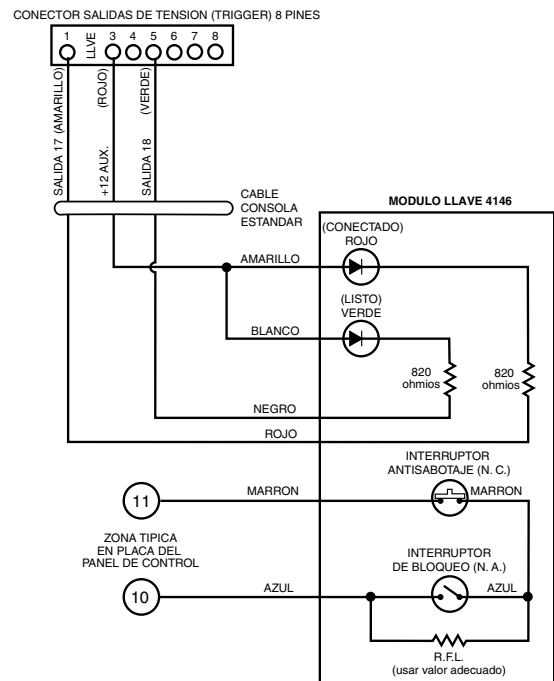 CONECTOR SALIDAS DE TENSION (TRIGGER) 8 PINES
1 LLVE 3 4 5 6 7 8
SALIDA 17 (AMARILLO)
+12 AUX. (ROJO)
SALIDA 18 (VERDE)
CABLE
CONSOLA
ESTANDAR
MODULO LLAVE 4146
(CONECTADO)
ROJO
AMARILLO
(LISTO)
VERDE
BLANCO
820
ohmios
820
ohmios
NEGRO
ROJO
INTERRUPTOR
ANTISABOTAJE (N. C.)
11
MARRON
MARRON
ZONA TIPICA
EN PLACA DEL
PANEL DE CONTROL
INTERRUPTOR
DE BLOQUEO (N. A.)
10
AZUL
AZUL
R.F.L.
(usar valor adecuado)